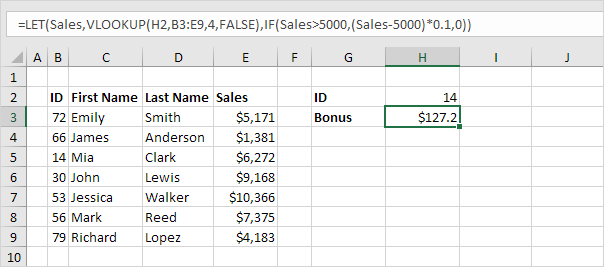 =LET(Sales,VLOOKUP(H2,B3:E9,4,FALSE),IF(Sales>5000,(Sales-5000)*0.1,0))
A B C D E F G H I J
1
2 ID First Name Last Name Sales ID 14
3 72 Emily Smith $5,171 Bonus $127.2
4 66 James Anderson $1,381
5 14 Mia Clark $6,272
6 30 John Lewis $9,168
7 53 Jessica Walker $10,366
8 56 Mark Reed $7,375
9 79 Richard Lopez $4,183
10